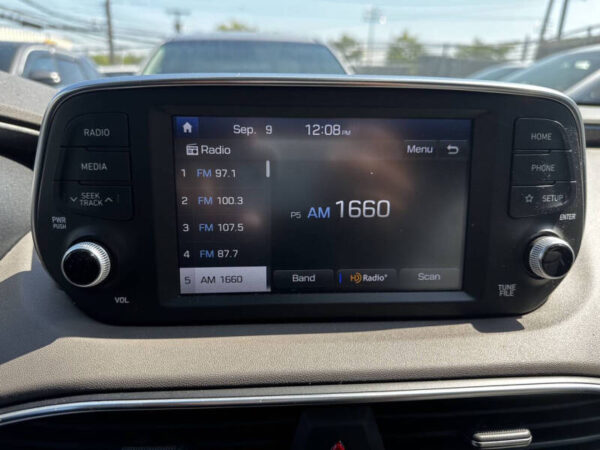 RADIO
MEDIA
SEEK
TRACK
PWR
PUSH
VOL
Sep. 9 12:08 PM
Radio
Menu
1 FM 97.1
2 FM 100.3
3 FM 107.5
4 FM 87.7
5 AM 1660
P5 AM 1660
Band
HD Radio
Scan
HOME
PHONE
SETUP
ENTER
TUNE
FILE